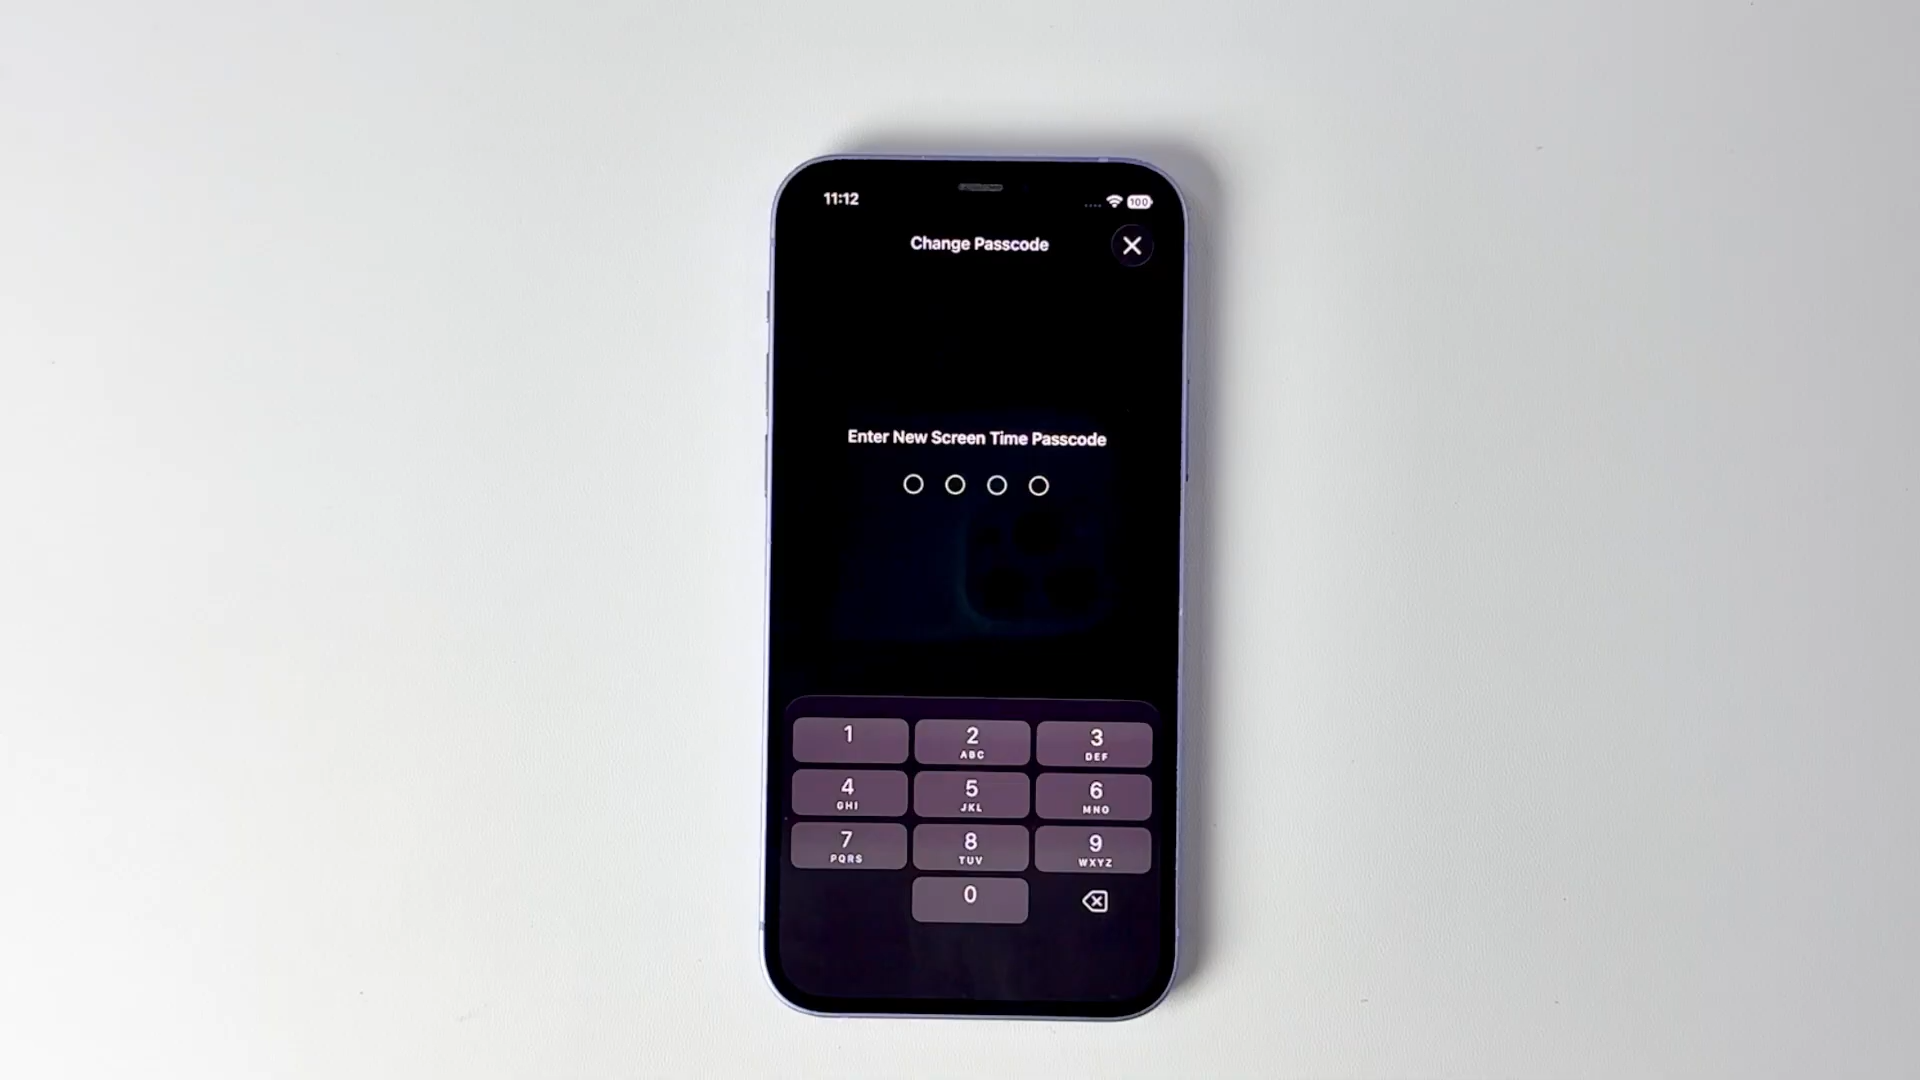 11:12
100
Change Passcode
Enter New Screen Time Passcode
1 2 3
ABC DEF
4 5 6
GHI JKL MNO
7 8 9
PQRS TUV WXYZ
0